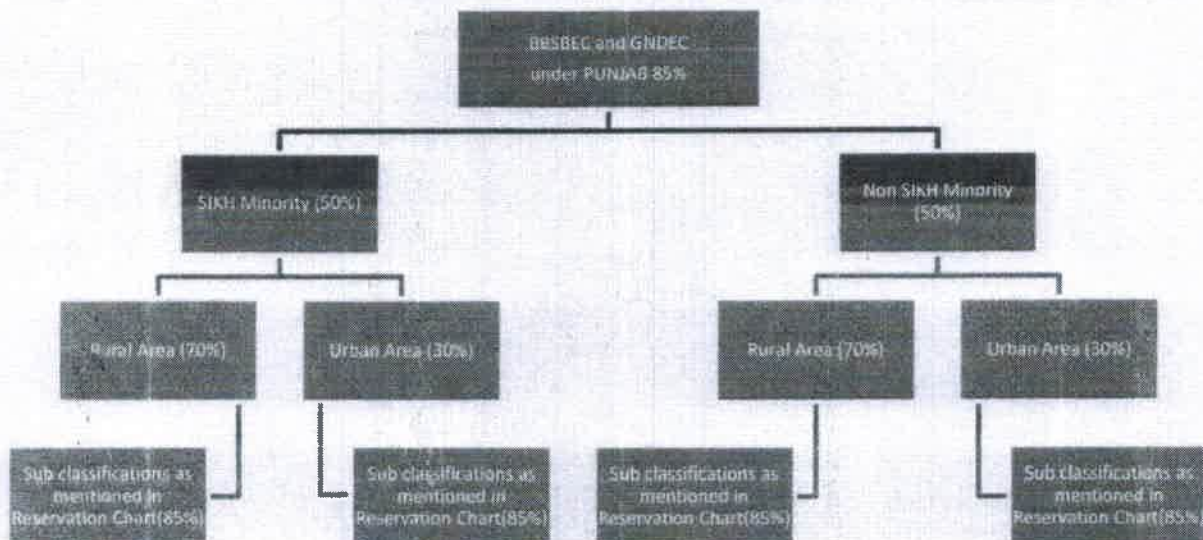 BBSBEC and GNDEC
under PUNJAB 85%
SIKH Minority (50%)
Non SIKH Minority
(50%)
Rural Area (70%)
Urban Area (30%)
Rural Area (70%)
Urban Area (30%)
Sub classifications as
mentioned in
Reservation Chart(85%)
Sub classifications as
mentioned in
Reservation Chart(85%)
Sub classifications as
mentioned in
Reservation Chart(85%)
Sub classifications as
mentioned in
Reservation Chart(85%)